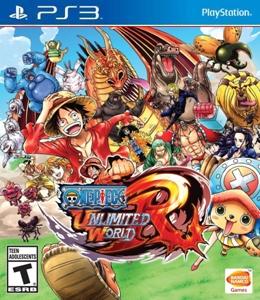 PS3
PlayStation
ONE PIECE
UNLIMITED
WORLD
R
TEEN
ADOLESCENTS
T
ESRB
BANDAI
NAMCO
Games